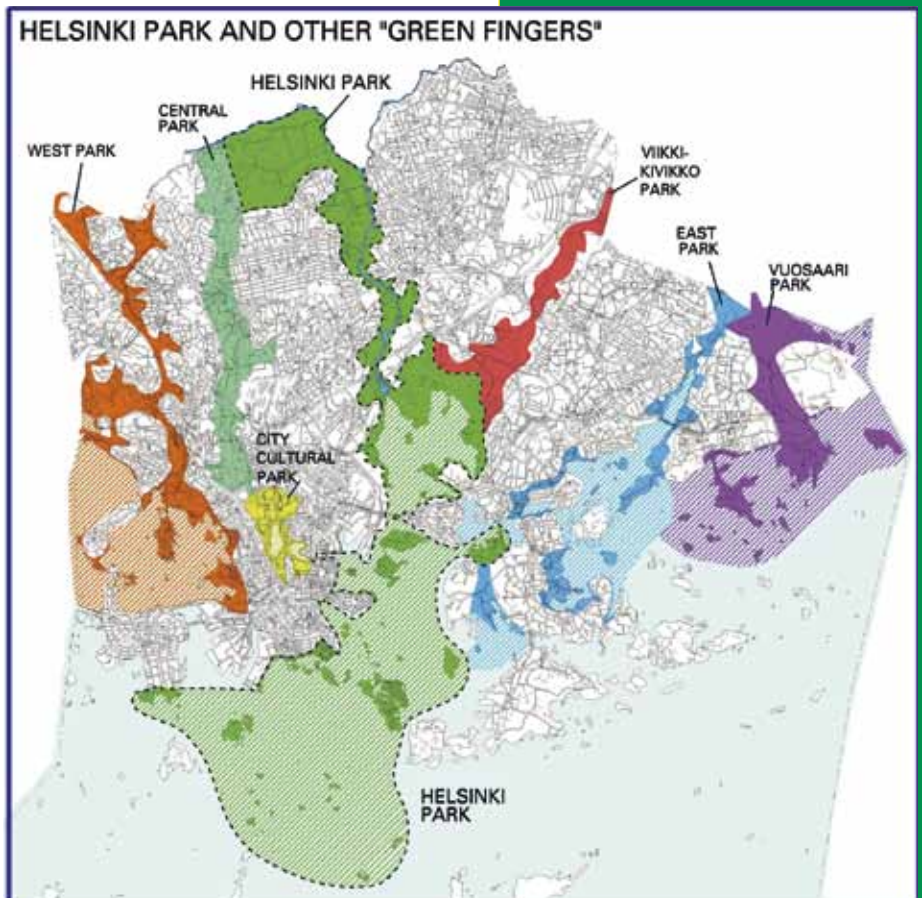 HELSINKI PARK AND OTHER "GREEN FINGERS"
HELSINKI PARK
CENTRAL
PARK
WEST PARK
VIIKKI-
KIVIKKO
PARK
EAST
PARK
VUOSAARI
PARK
CITY
CULTURAL
PARK
HELSINKI
PARK